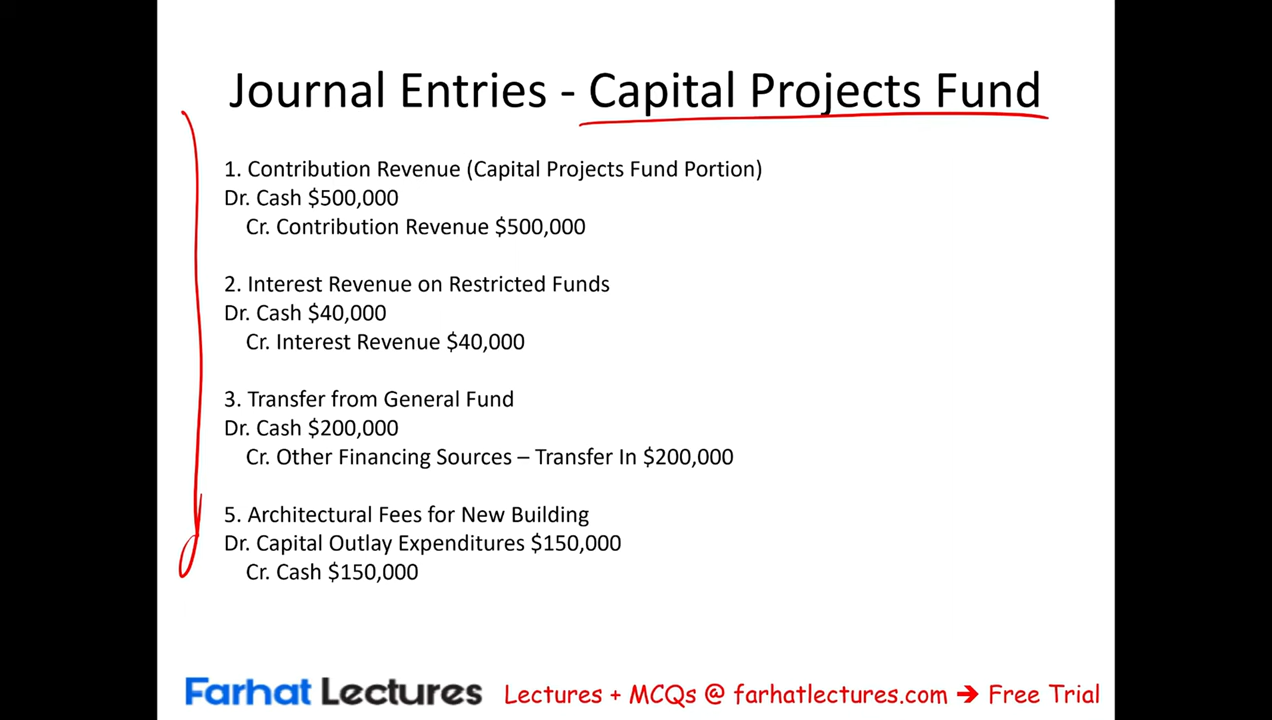 Journal Entries - Capital Projects Fund
1. Contribution Revenue (Capital Projects Fund Portion)
Dr. Cash $500,000
Cr. Contribution Revenue $500,000
2. Interest Revenue on Restricted Funds
Dr. Cash $40,000
Cr. Interest Revenue $40,000
3. Transfer from General Fund
Dr. Cash $200,000
Cr. Other Financing Sources – Transfer In $200,000
5. Architectural Fees for New Building
Dr. Capital Outlay Expenditures $150,000
Cr. Cash $150,000
Farhat Lectures Lectures + MCQs @ farhatlectures.com → Free Trial